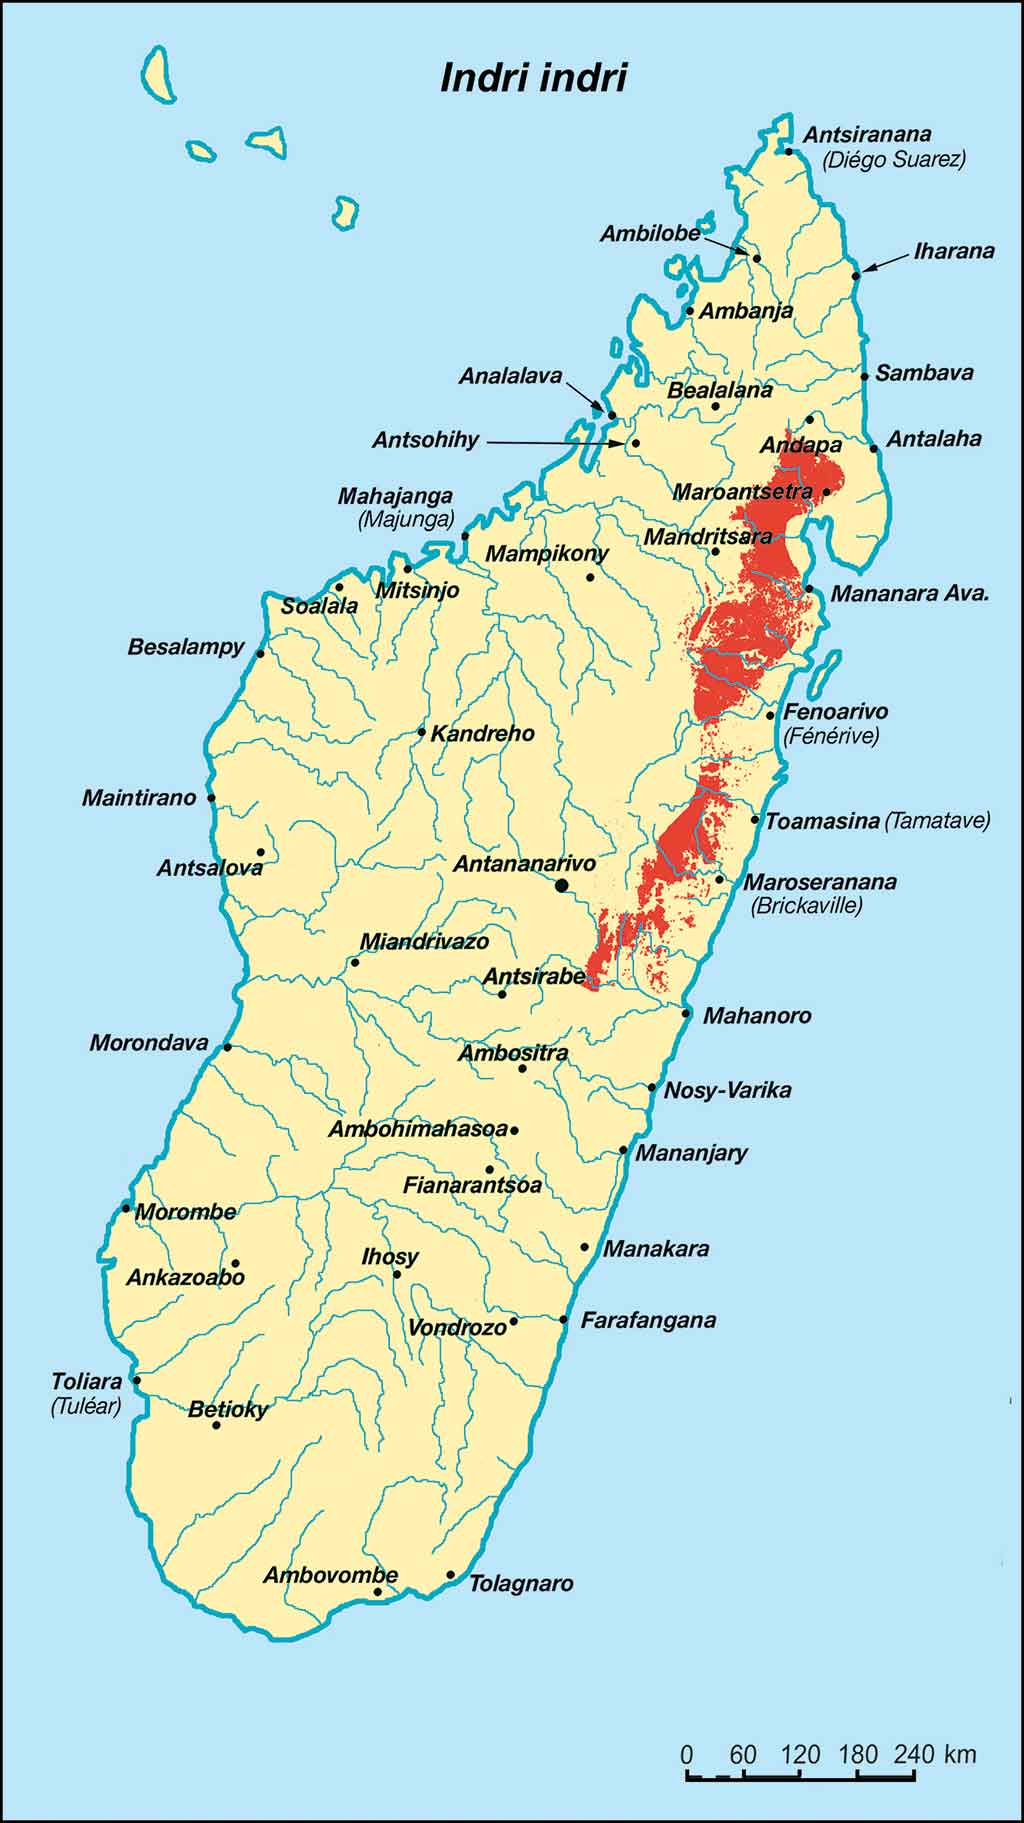 Indri indri
Antsiranana
(Diégo Suarez)
Ambilobe
Iharana
Ambanja
Analalava
Sambava
Bealalana
Antsohihy
Andapa
Antalaha
Mahajanga
(Majunga)
Maroantsetra
Mandritsara
Mampikony
Mitsinjo
Soalala
Mananara Ava.
Besalampy
Fenoarivo
(Fénérive)
Kandreho
Maintirano
Toamasina (Tamatave)
Antsalova
Antananarivo
Maroseranana
(Brickaville)
Miandrivazo
Antsirabe
Mahanoro
Morondava
Ambositra
Nosy-Varika
Ambohimahasoa
Mananjary
Fianarantsoa
Morombe
Manakara
Ihosy
Ankazoabo
Vondrozo
Farafangana
Toliara
(Tuléar)
Betioky
Ambovombe
Tolagnaro
0 60 120 180 240 km